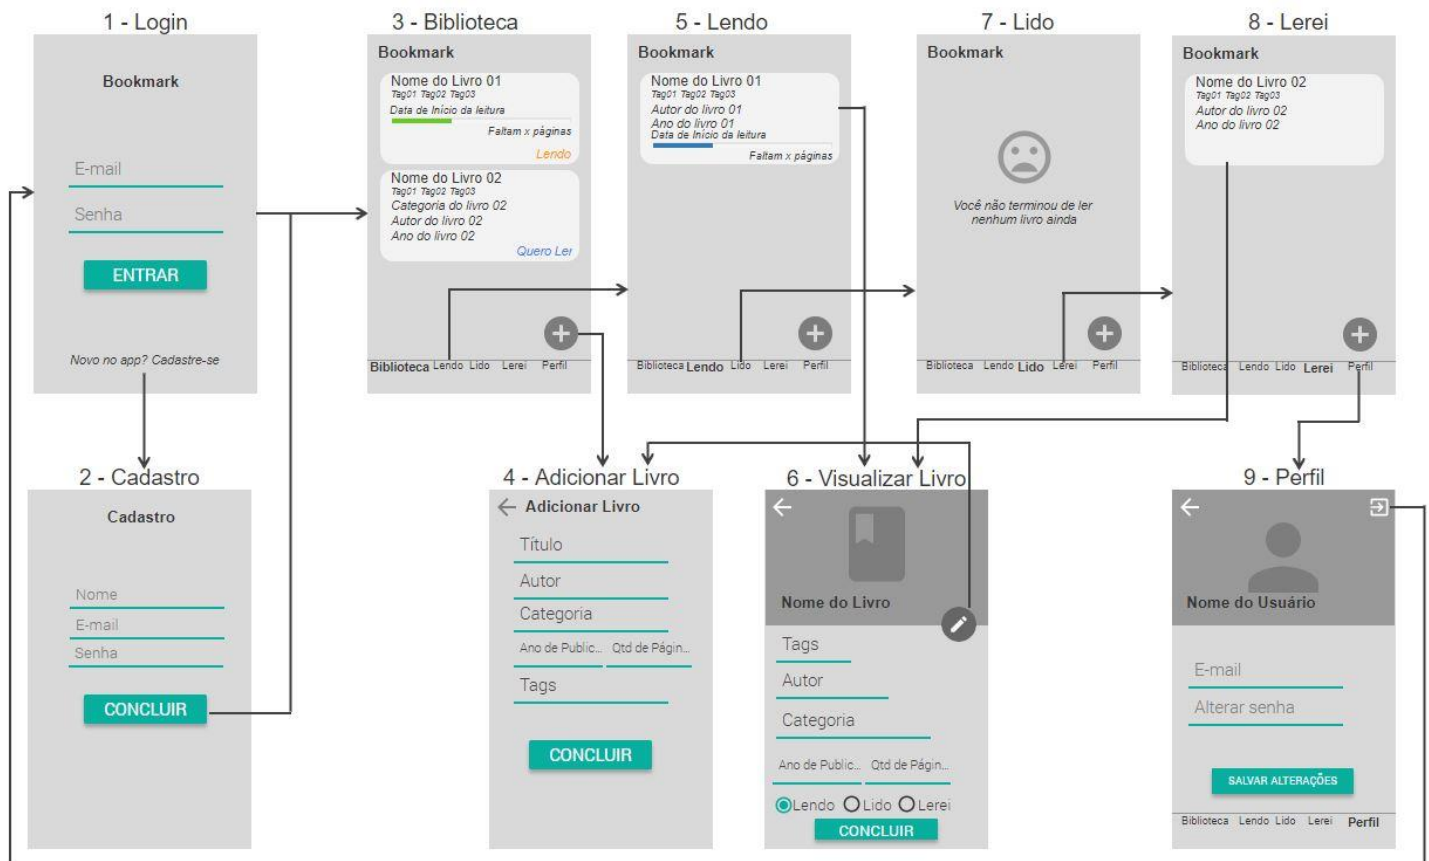 1 - Login
Bookmark
E-mail
Senha
ENTRAR
Novo no app? Cadastre-se
2 - Cadastro
Cadastro
Nome
E-mail
Senha
CONCLUIR
3 - Biblioteca
Bookmark
Nome do Livro 01
Tag01 Tag02 Tag03
Data de Início da leitura
Faltam x páginas
Lendo
Nome do Livro 02
Tag01 Tag02 Tag03
Categoria do livro 02
Autor do livro 02
Ano do livro 02
Quero Ler
Biblioteca Lendo Lido Lerei Perfil
4 - Adicionar Livro
Adicionar Livro
Título
Autor
Categoria
Ano de Public... Qtd de Págin...
Tags
CONCLUIR
5 - Lendo
Bookmark
Nome do Livro 01
Tag01 Tag02 Tag03
Autor do livro 01
Ano do livro 01
Data de Início da leitura
Faltam x páginas
Biblioteca Lendo Lido Lerei Perfil
6 - Visualizar Livro
Nome do Livro
Tags
Autor
Categoria
Ano de Public... Qtd de Págin...
Lendo Lido Lerei
CONCLUIR
7 - Lido
Bookmark
Você não terminou de ler
nenhum livro ainda
Biblioteca Lendo Lido Lerei Perfil
8 - Lerei
Bookmark
Nome do Livro 02
Tag01 Tag02 Tag03
Autor do livro 02
Ano do livro 02
Biblioteca Lendo Lido Lerei Perfil
9 - Perfil
Nome do Usuário
E-mail
Alterar senha
SALVAR ALTERAÇÕES
Biblioteca Lendo Lido Lerei Perfil